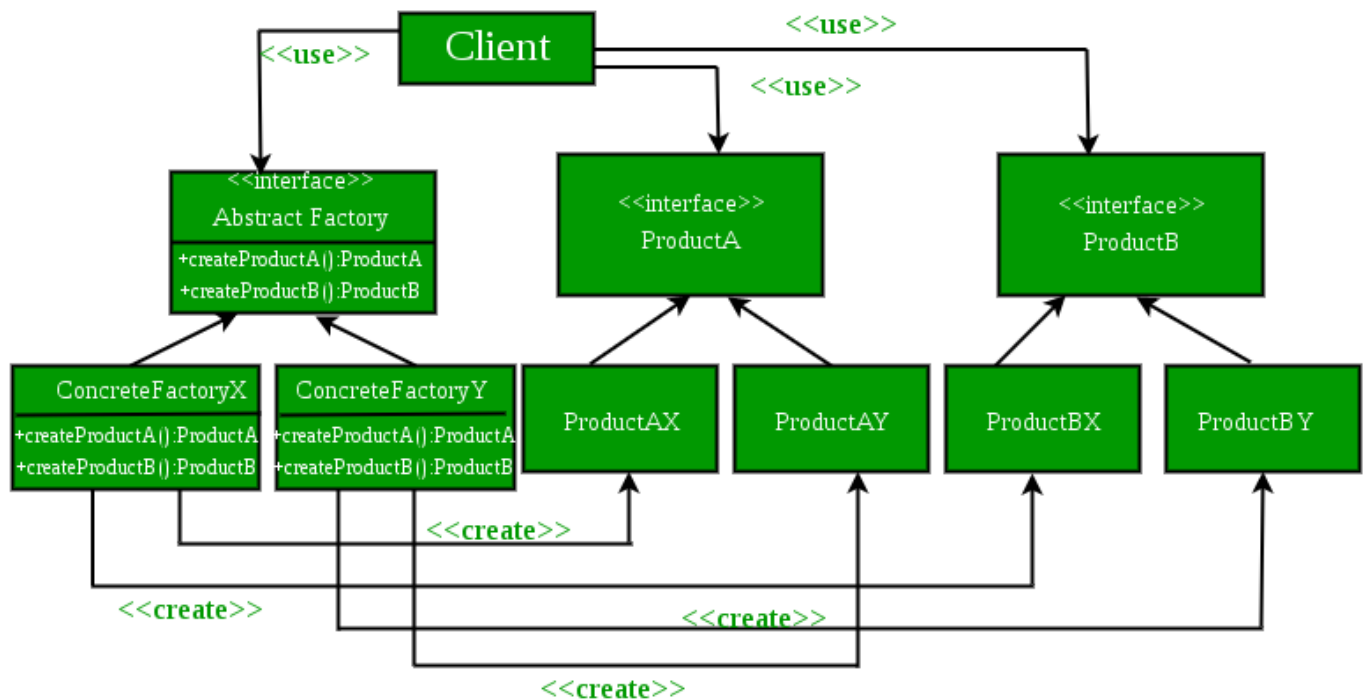 Client
<<use>>
<<use>>
<<use>>
<<interface>>
Abstract Factory
+createProductA():ProductA
+createProductB():ProductB
<<interface>>
ProductA
<<interface>>
ProductB
ConcreteFactoryX
+createProductA():ProductA
+createProductB():ProductB
ConcreteFactoryY
+createProductA():ProductA
+createProductB():ProductB
ProductAX
ProductAY
ProductBX
ProductBY
<<create>>
<<create>>
<<create>>
<<create>>